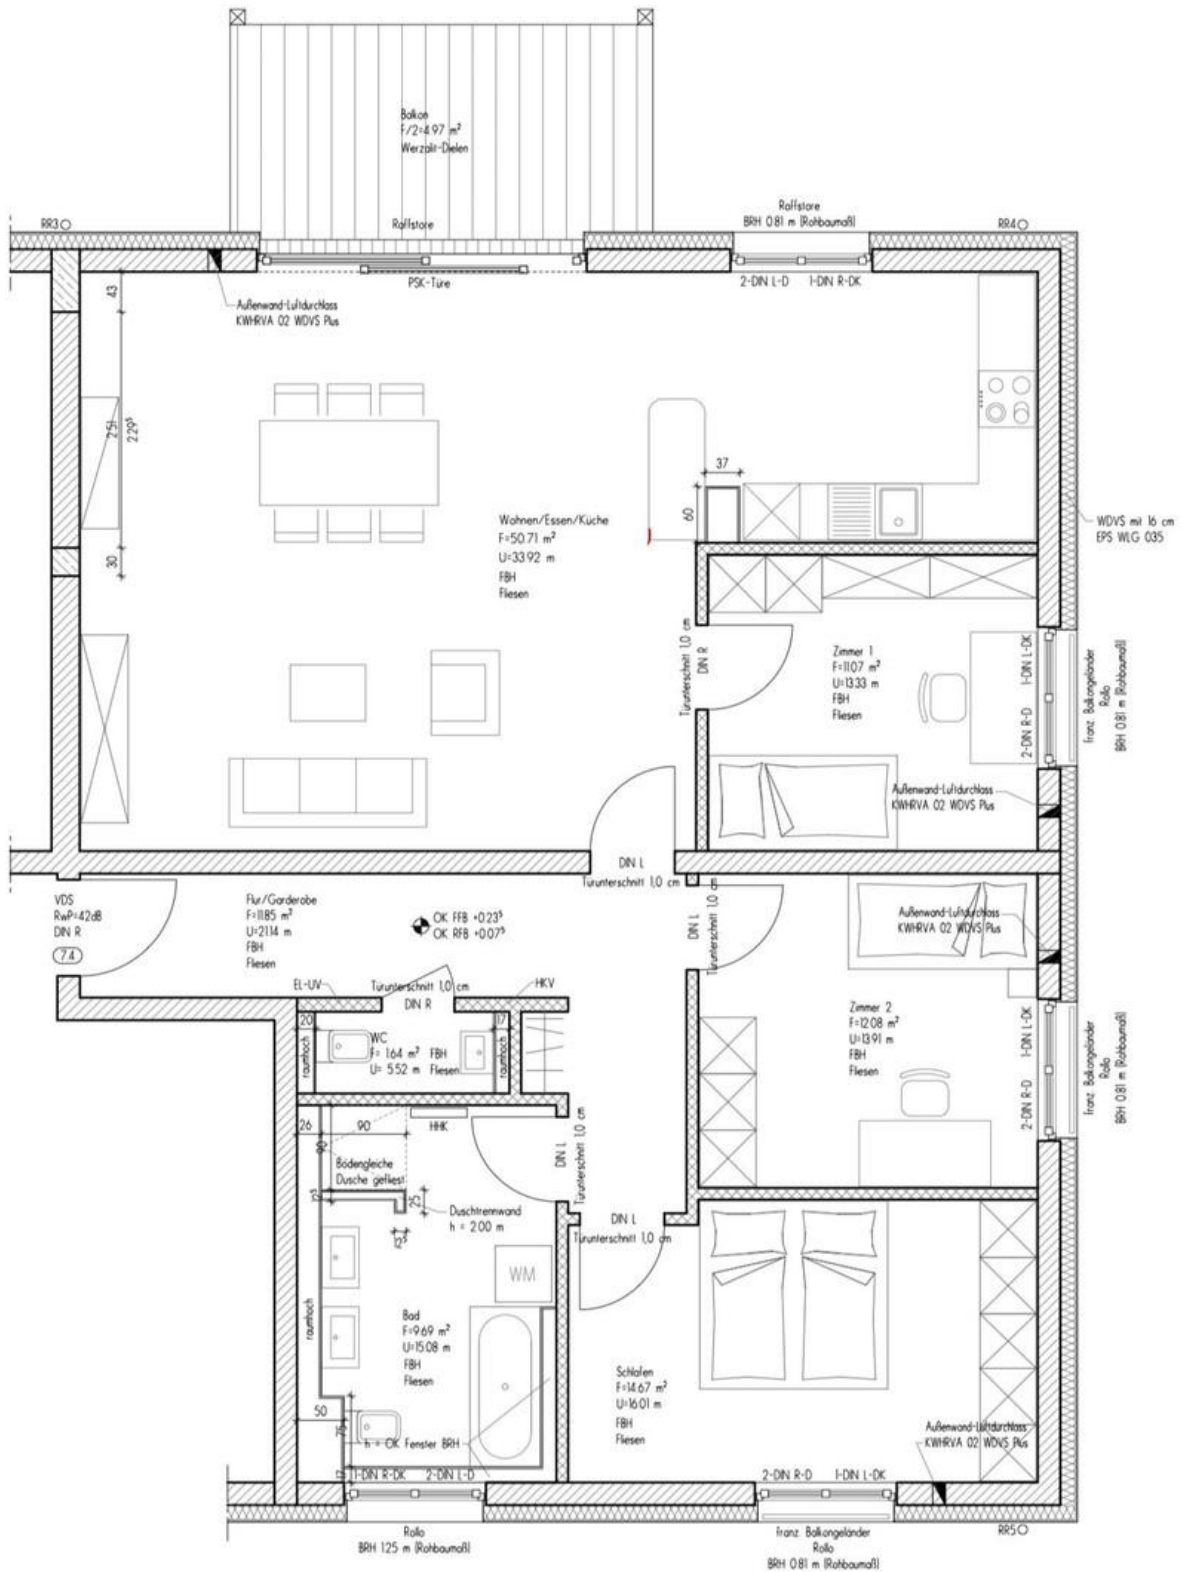 Balkon
F/2=4.97 m²
Werzalit-Dielen
RR3
Raffstore
Raffstore
BRH 0.81 m (Rohbaumaß)
RR4
PSK-Türe
2-DIN L-D 1-DIN R-DK
Außenwand-Luftdurchlass
KWHRVA 02 WDVS Plus
43
251
229⁵
30
37
60
Wohnen/Essen/Küche
F=50.71 m²
U=33.92 m
FBH
Fliesen
WDVS mit 16 cm
EPS WLG 035
Türunterschnitt 1,0 cm
DIN R
Zimmer 1
F=11.07 m²
U=13.33 m
FBH
Fliesen
2-DIN R-D 1-DIN L-DK
franz. Balkongeländer
Rollo
BRH 0.81 m (Rohbaumaß)
Außenwand-Luftdurchlass
KWHRVA 02 WDVS Plus
DIN L
Türunterschnitt 1,0 cm
VDS
RwP=42dB
DIN R
7.4
Flur/Garderobe
F=11.85 m²
U=21.14 m
FBH
Fliesen
OK FFB +0.23⁵
OK RFB +0.07⁵
DIN L
Türunterschnitt 1,0 cm
Außenwand-Luftdurchlass
KWHRVA 02 WDVS Plus
EL-UV
Türunterschnitt 1,0 cm
DIN R
HKV
20
raumhoch
WC
F= 1.64 m² FBH
U= 5.52 m Fliesen
17
raumhoch
Zimmer 2
F=12.08 m²
U=13.91 m
FBH
Fliesen
2-DIN R-D 1-DIN L-DK
franz. Balkongeländer
Rollo
BRH 0.81 m (Rohbaumaß)
26
90
HHK
90
Bodengleiche
Dusche gefliest
DIN L
Türunterschnitt 1,0 cm
12⁵
25
Duschtrennwand
h = 2.00 m
12⁵
DIN L
Türunterschnitt 1,0 cm
WM
raumhoch
Bad
F=9.69 m²
U=15.08 m
FBH
Fliesen
Schlafen
F=14.67 m²
U=16.01 m
FBH
Fliesen
50
75
h = OK Fenster BRH
17
1-DIN R-DK 2-DIN L-D
Außenwand-Luftdurchlass
KWHRVA 02 WDVS Plus
2-DIN R-D 1-DIN L-DK
Rollo
BRH 1.25 m (Rohbaumaß)
franz. Balkongeländer
Rollo
BRH 0.81 m (Rohbaumaß)
RR5